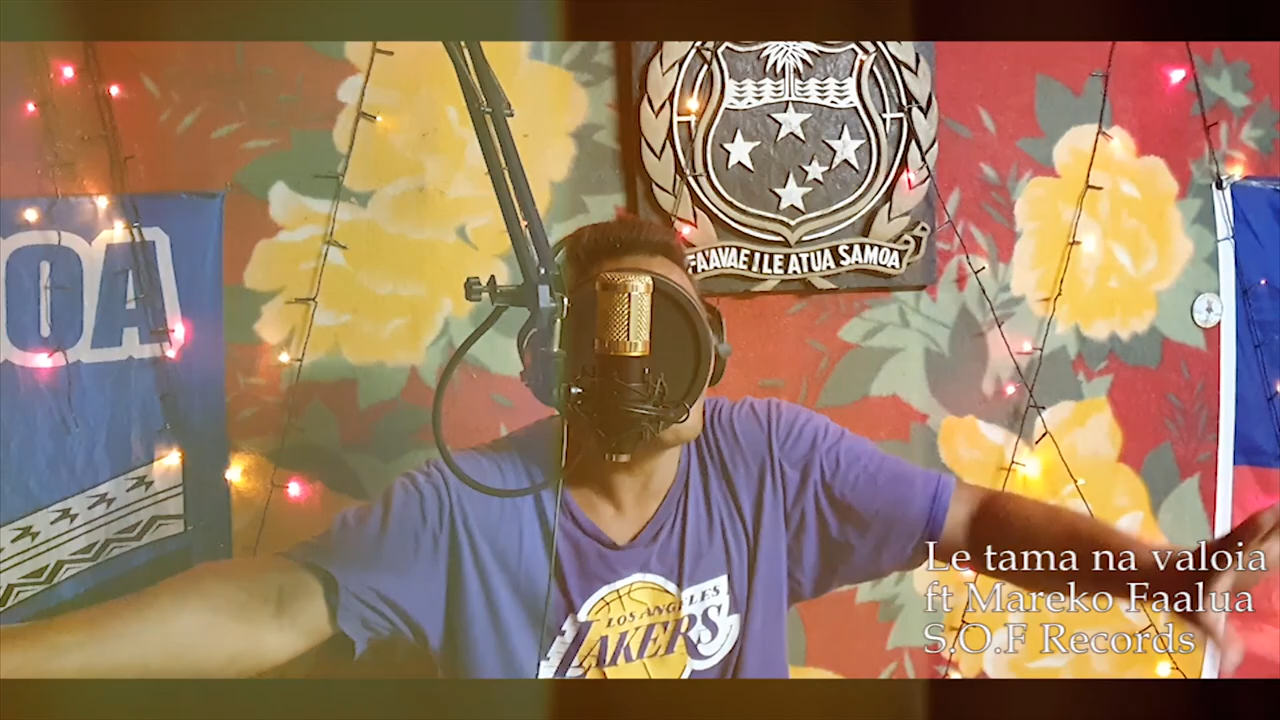 FAAVAE I LE ATUA SAMOA
OA
LOS ANGELES
LAKERS
Le tama na valoia
ft Mareko Faalua
S.O.F Records